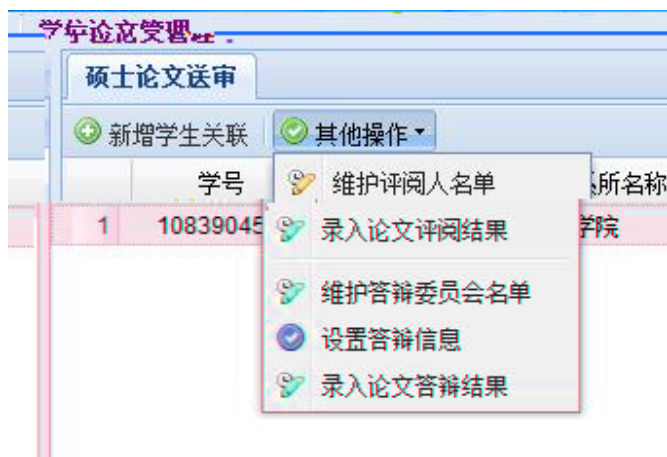 硕士论文送审
新增学生关联 其他操作
学号 维护评阅人名单 所名称
1 10839045 录入论文评阅结果 学院
维护答辩委员会名单
设置答辩信息
录入论文答辩结果